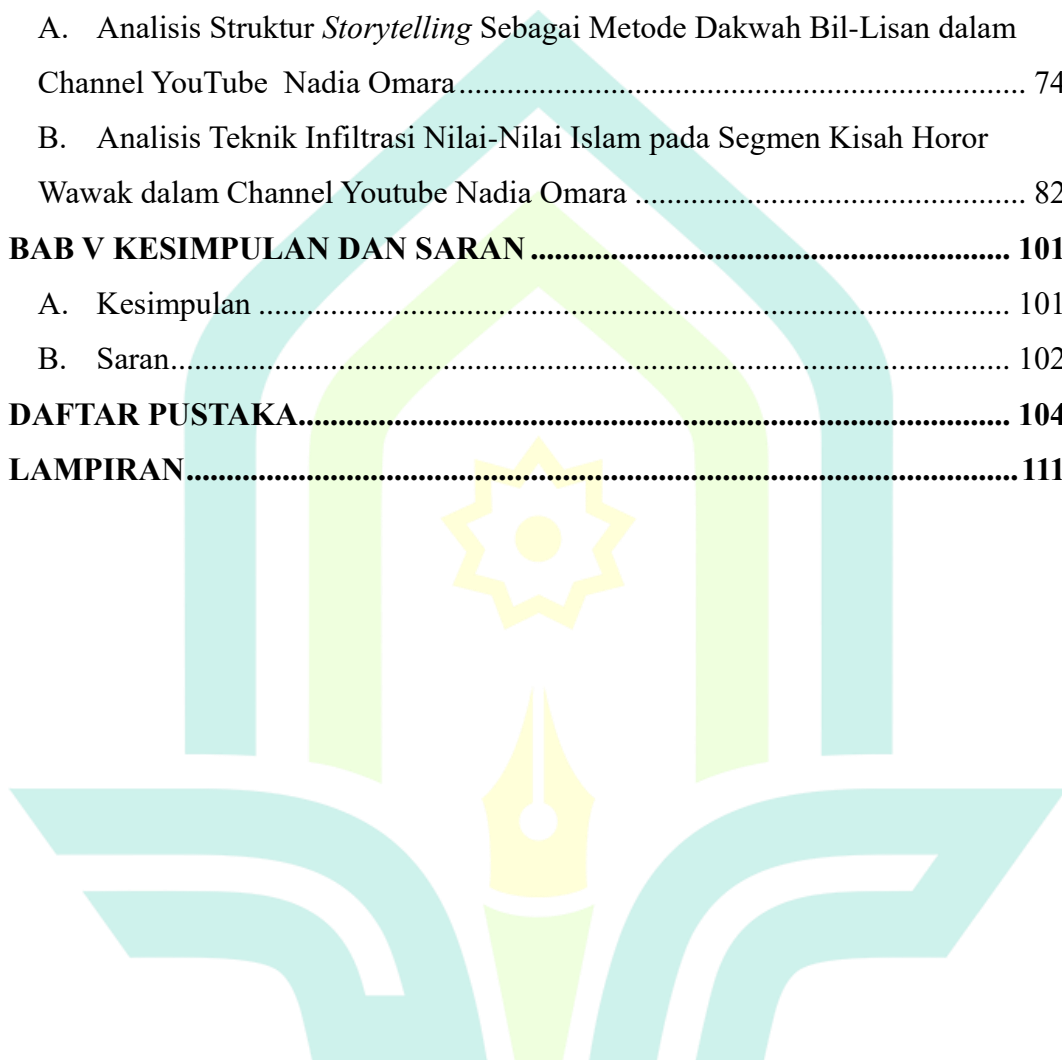 A. Analisis Struktur Storytelling Sebagai Metode Dakwah Bil-Lisan dalam
Channel YouTube Nadia Omara........................................................................ 74
B. Analisis Teknik Infiltrasi Nilai-Nilai Islam pada Segmen Kisah Horor
Wawak dalam Channel Youtube Nadia Omara ................................................. 82
BAB V KESIMPULAN DAN SARAN ............................................................. 101
A. Kesimpulan ................................................................................................ 101
B. Saran........................................................................................................... 102
DAFTAR PUSTAKA.......................................................................................... 104
LAMPIRAN......................................................................................................... 111